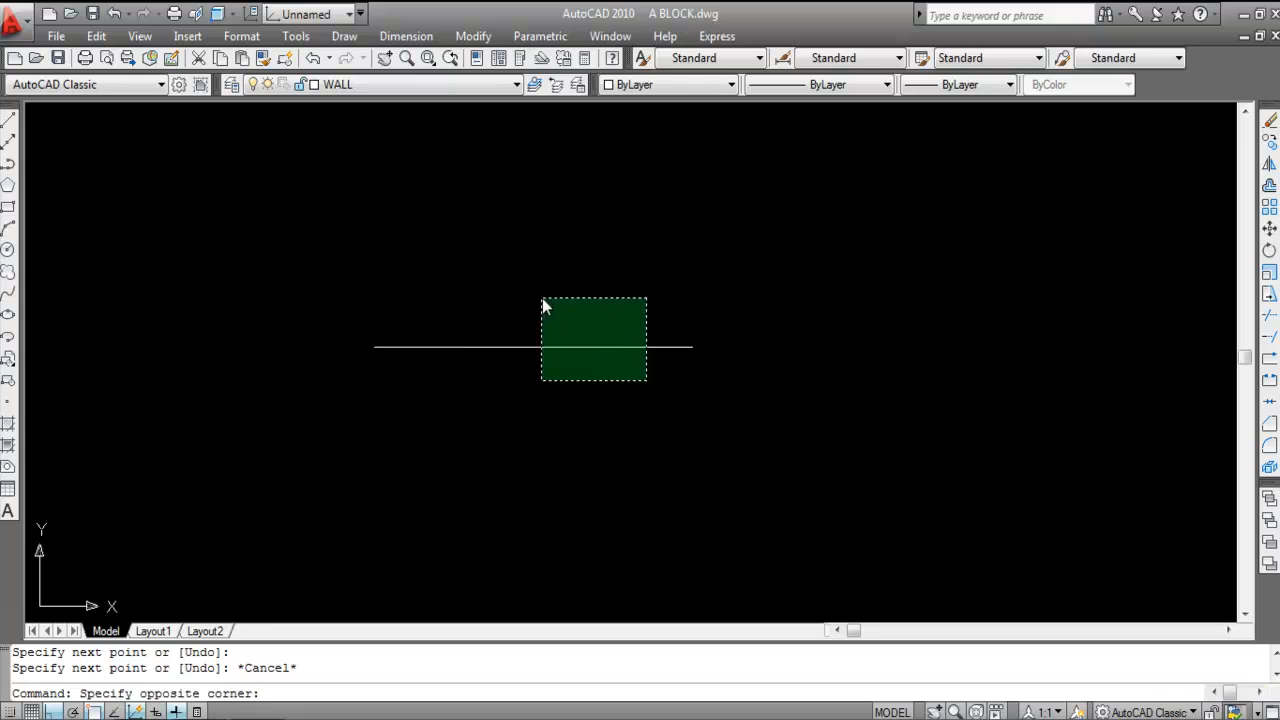 AutoCAD 2010 A BLOCK.dwg
Unnamed
Type a keyword or phrase
File Edit View Insert Format Tools Draw Dimension Modify Parametric Window Help Express
Standard Standard Standard Standard
AutoCAD Classic WALL ByLayer ByLayer ByLayer ByColor
Y
X
Model Layout1 Layout2
Specify next point or [Undo]:
Specify next point or [Undo]: *Cancel*
Command: Specify opposite corner:
MODEL 1:1 AutoCAD Classic